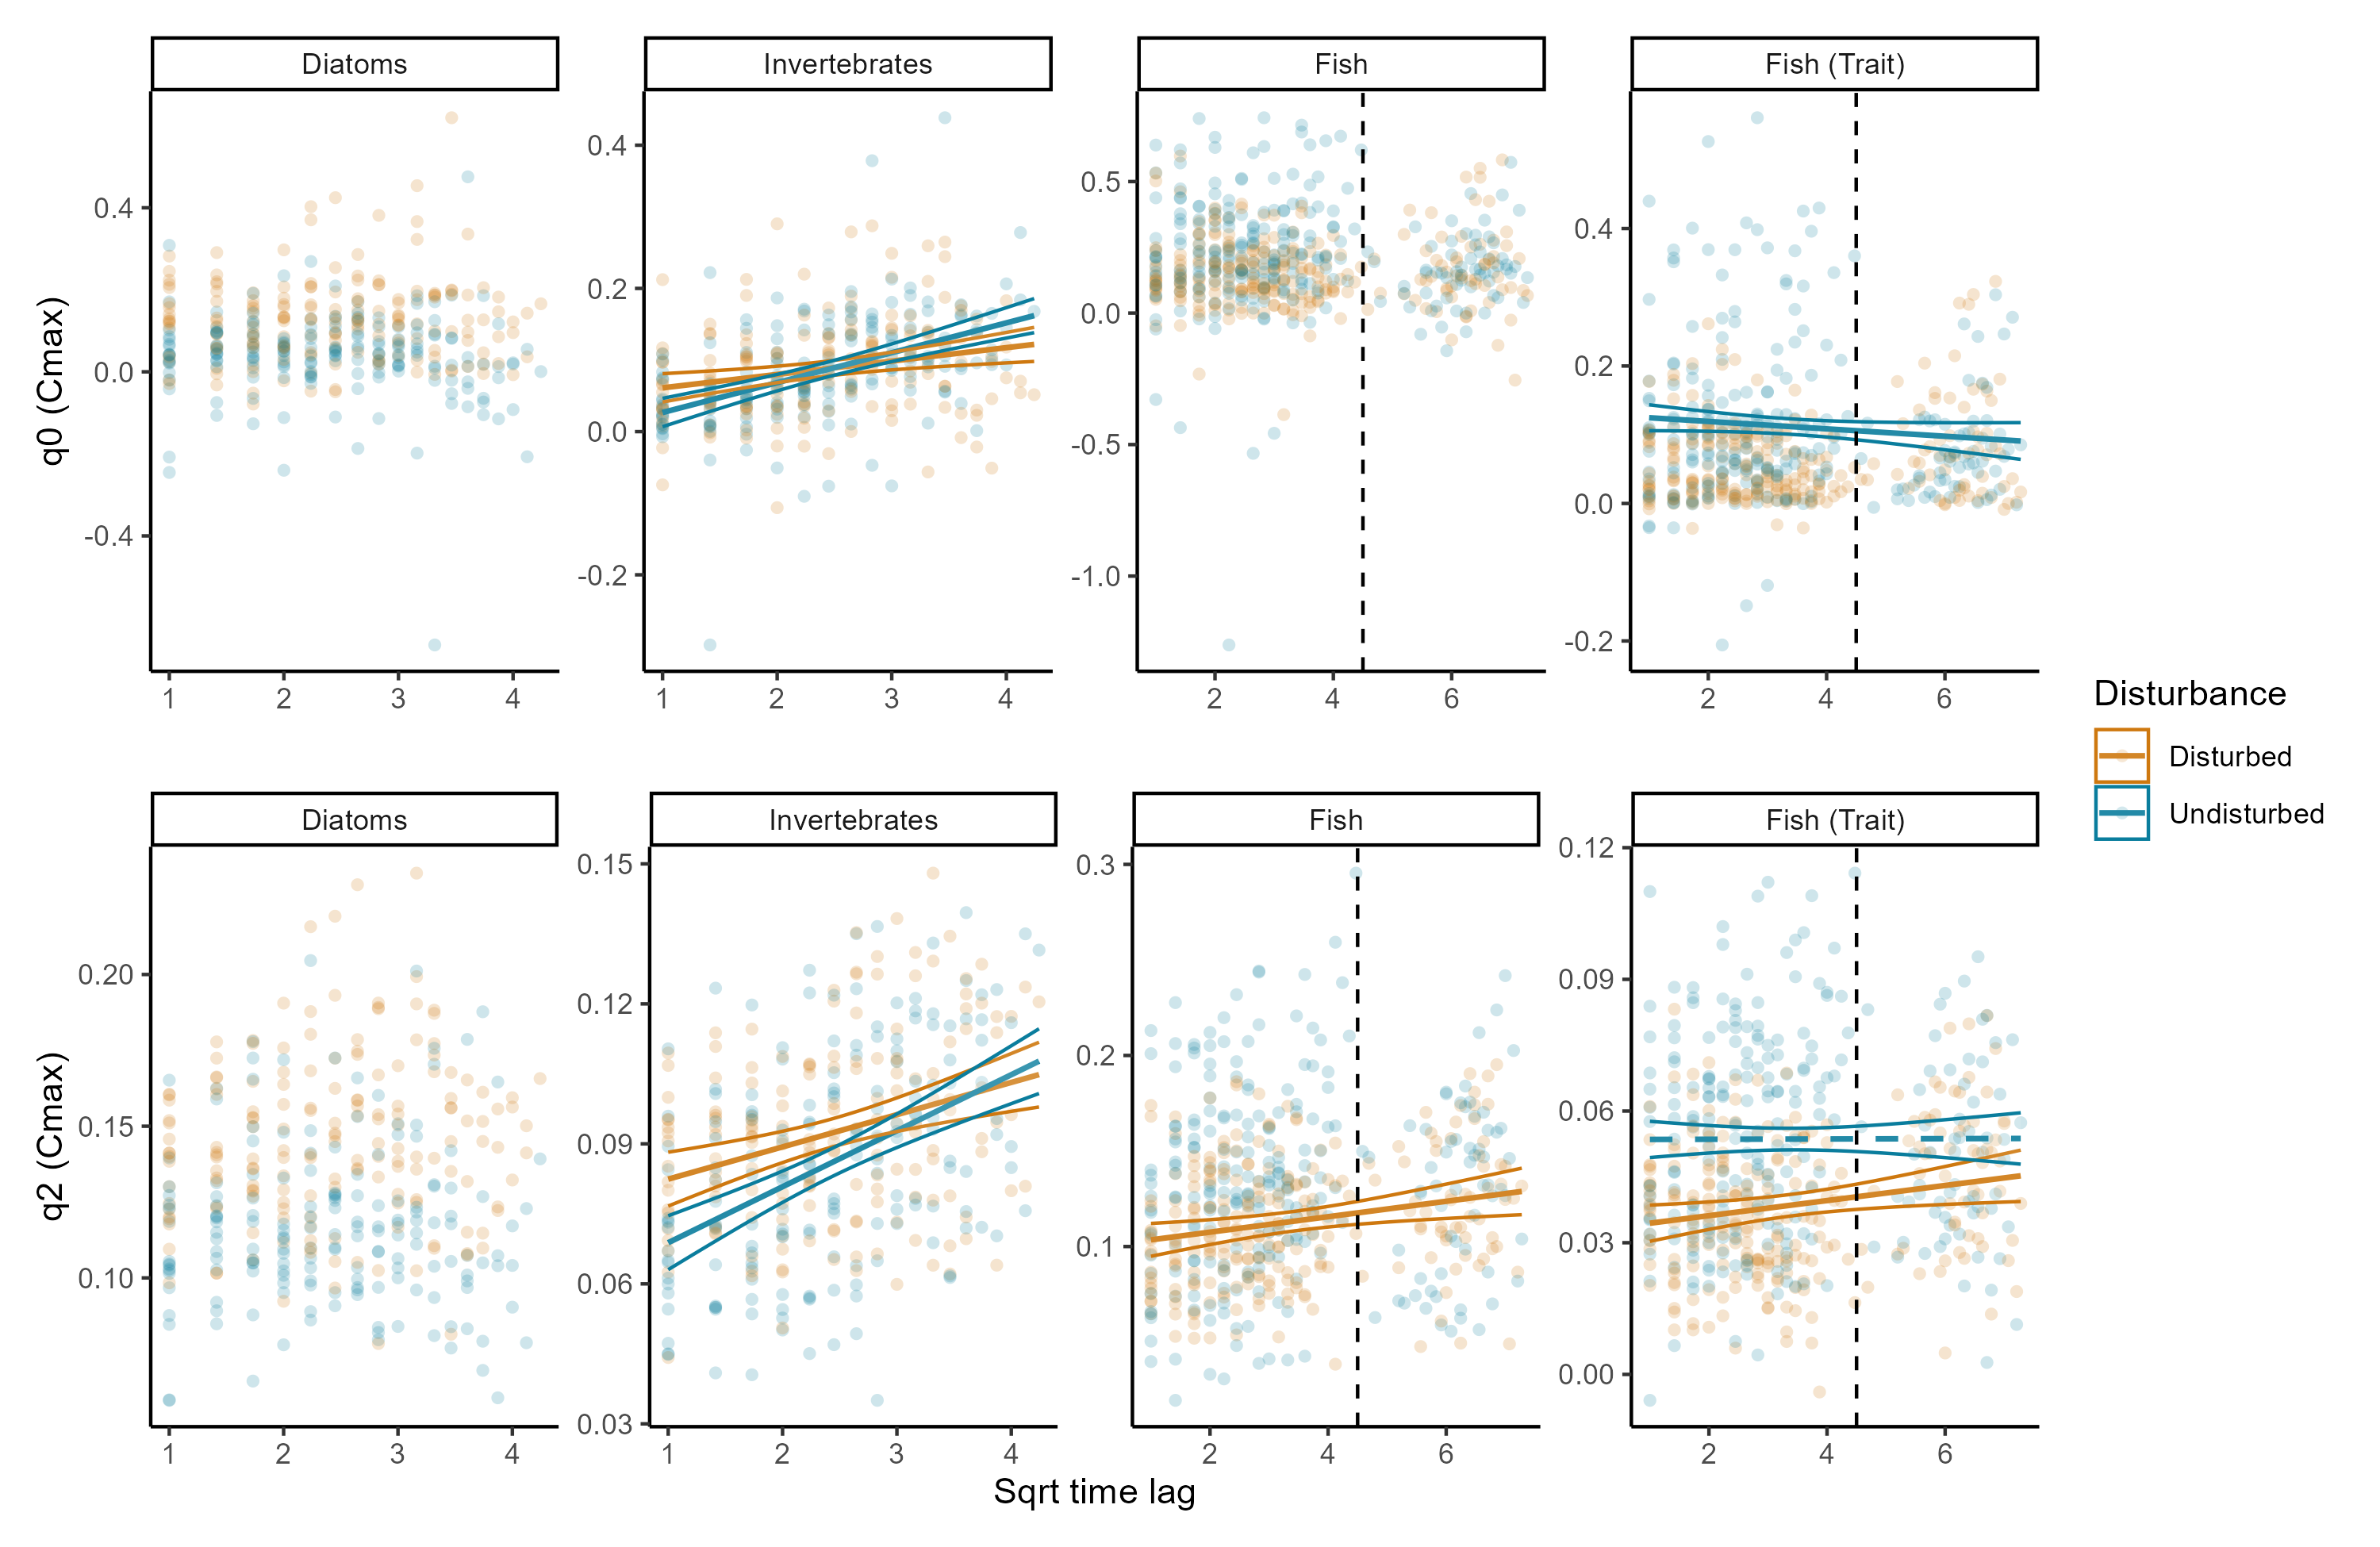 Diatoms
Invertebrates
Fish
Fish (Trait)
q0 (Cmax)
0.4
0.0
-0.4
1 2 3 4
0.4
0.2
0.0
-0.2
1 2 3 4
0.5
0.0
-0.5
-1.0
2 4 6
0.4
0.2
0.0
-0.2
2 4 6
Disturbance
Disturbed
Undisturbed
Diatoms
Invertebrates
Fish
Fish (Trait)
q2 (Cmax)
0.20
0.15
0.10
1 2 3 4
0.15
0.12
0.09
0.06
0.03
1 2 3 4
0.3
0.2
0.1
2 4 6
0.12
0.09
0.06
0.03
0.00
2 4 6
Sqrt time lag